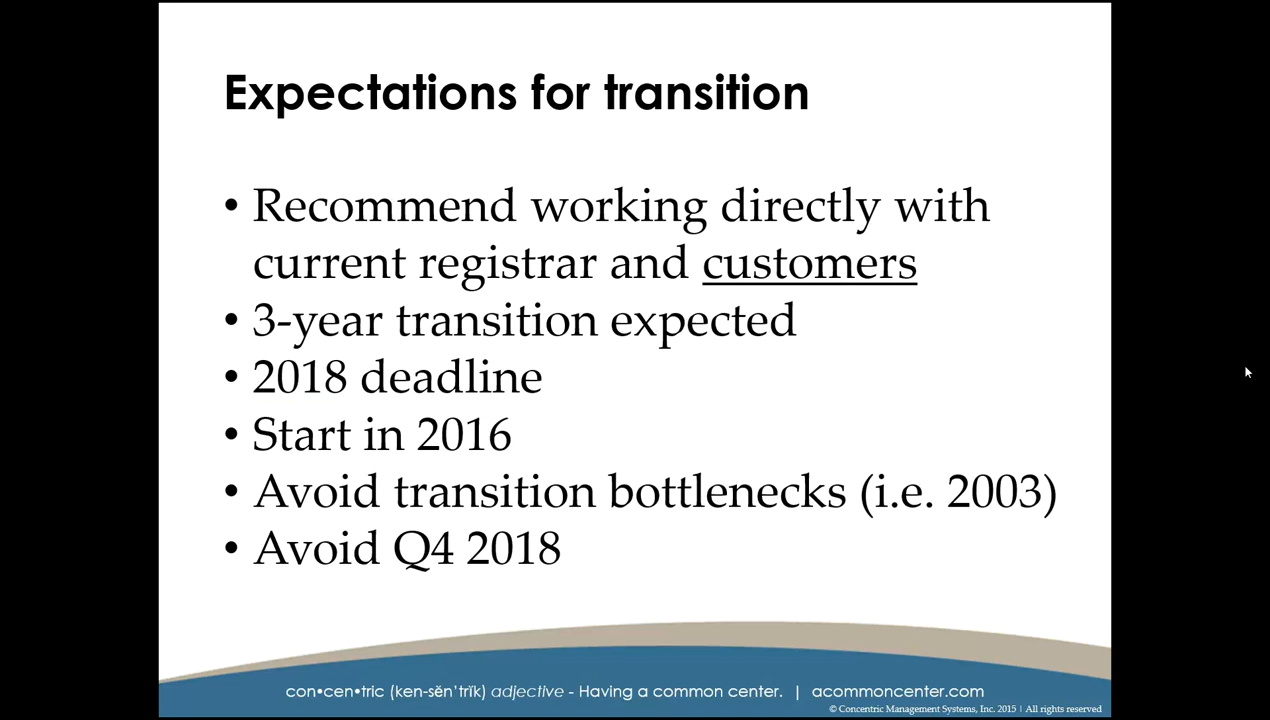 Expectations for transition
• Recommend working directly with
current registrar and customers
• 3-year transition expected
• 2018 deadline
• Start in 2016
• Avoid transition bottlenecks (i.e. 2003)
• Avoid Q4 2018
con•cen•tric (ken-sĕn'trĭk) adjective - Having a common center. | acommoncenter.com
© Concentric Management Systems, Inc. 2015 | All rights reserved